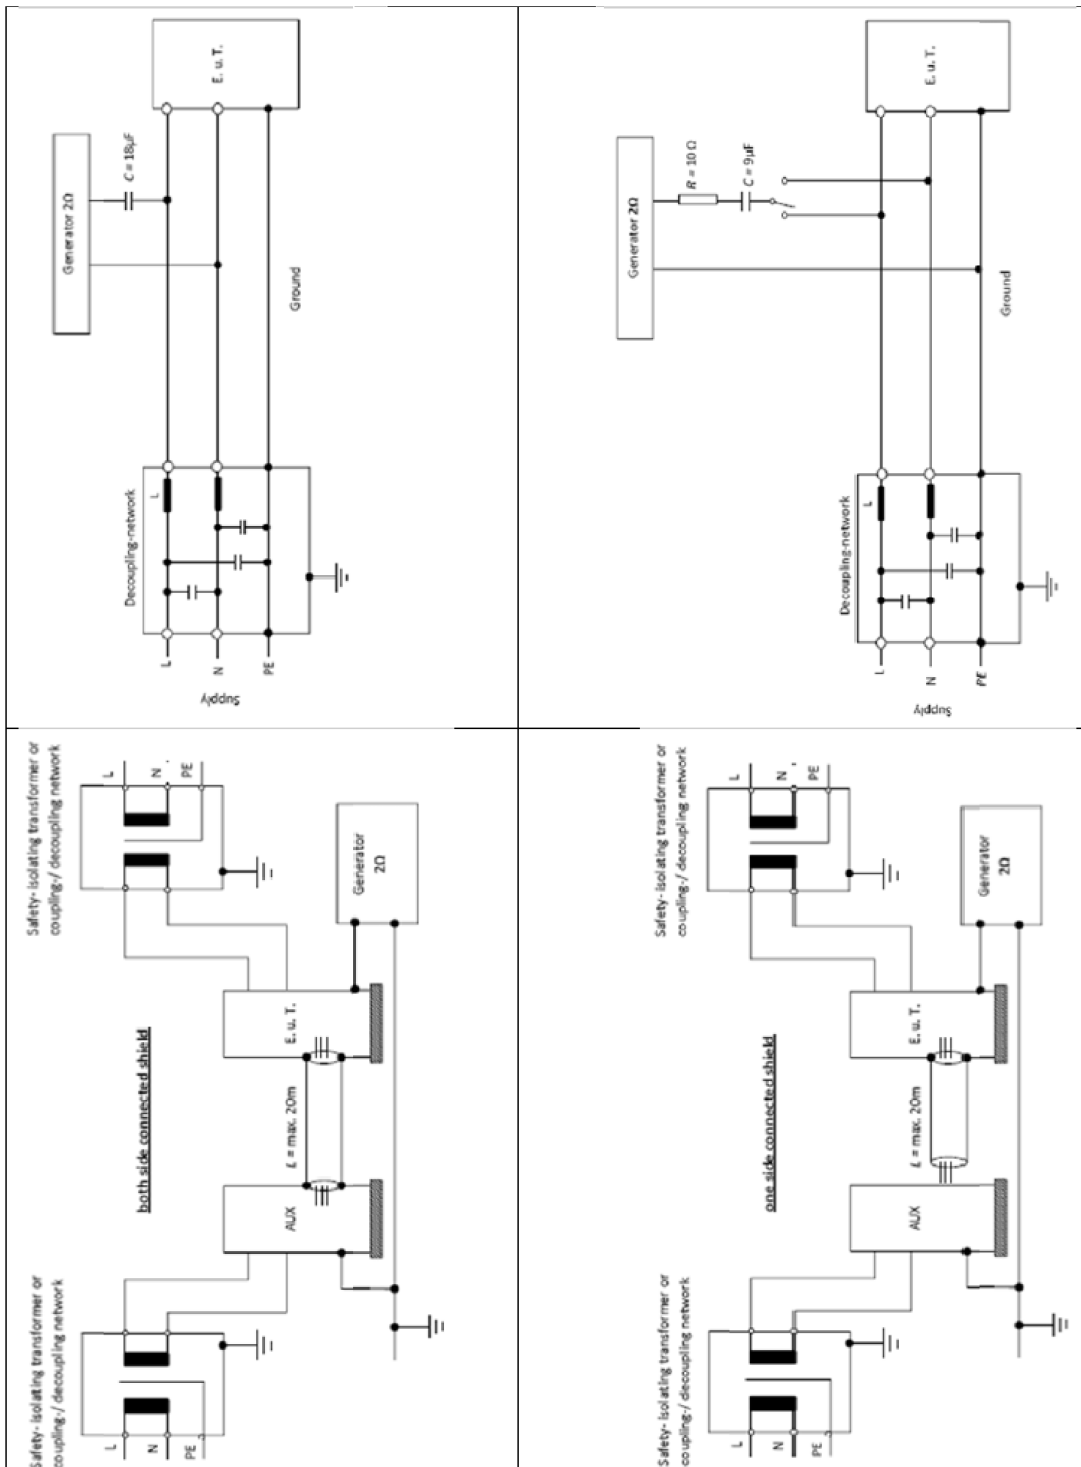 E. u. T.
Generator 2Ω
C = 18µF
Ground
Decoupling-network
L
L
N
PE
Supply
E. u. T.
Generator 2Ω
R = 10 Ω
C = 9µF
Ground
Decoupling-network
L
L
N
PE
Supply
Safety- isolating transformer or
coupling-/ decoupling network
L
N
PE
Generator
2Ω
E. u. T.
both side connected shield
L = max. 20m
AUX
Safety- isolating transformer or
coupling-/ decoupling network
L
N
PE
Safety- isolating transformer or
coupling-/ decoupling network
L
N
PE
Generator
2Ω
E. u. T.
one side connected shield
L = max. 20m
AUX
Safety- isolating transformer or
coupling-/ decoupling network
L
N
PE